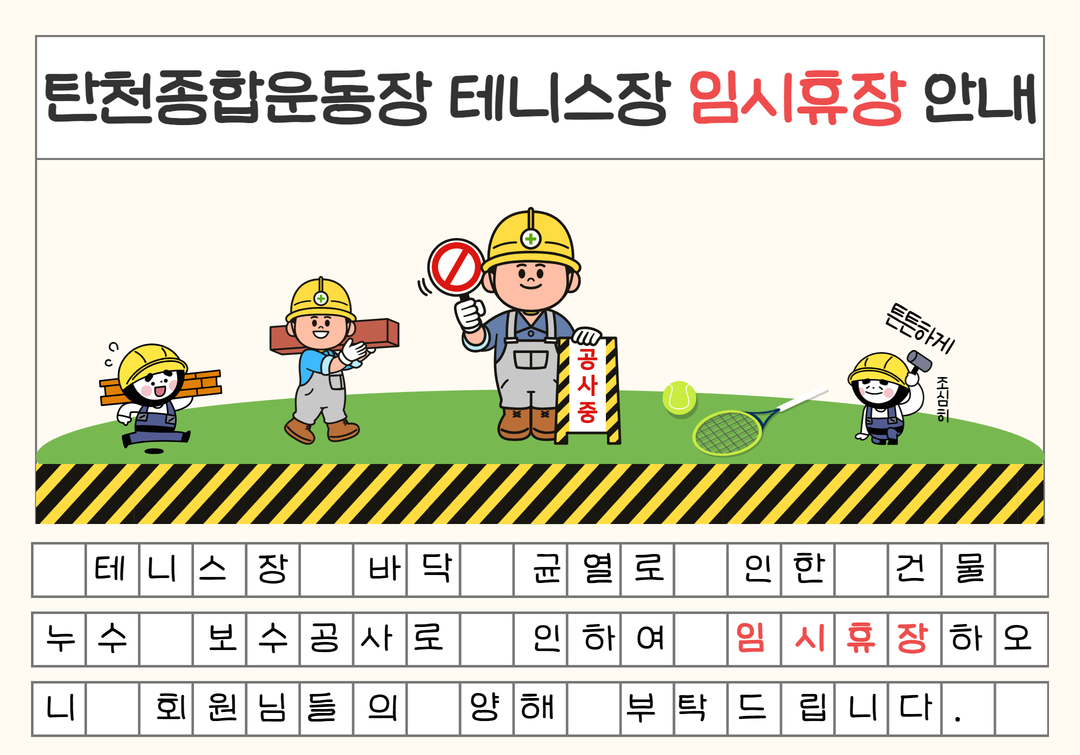 탄천종합운동장 테니스장 임시휴장 안내
튼튼하게
조심히
공사중
테니스장 바닥 균열로 인한 건물
누수 보수공사로 인하여 임시휴장하오
니 회원님들의 양해 부탁드립니다.